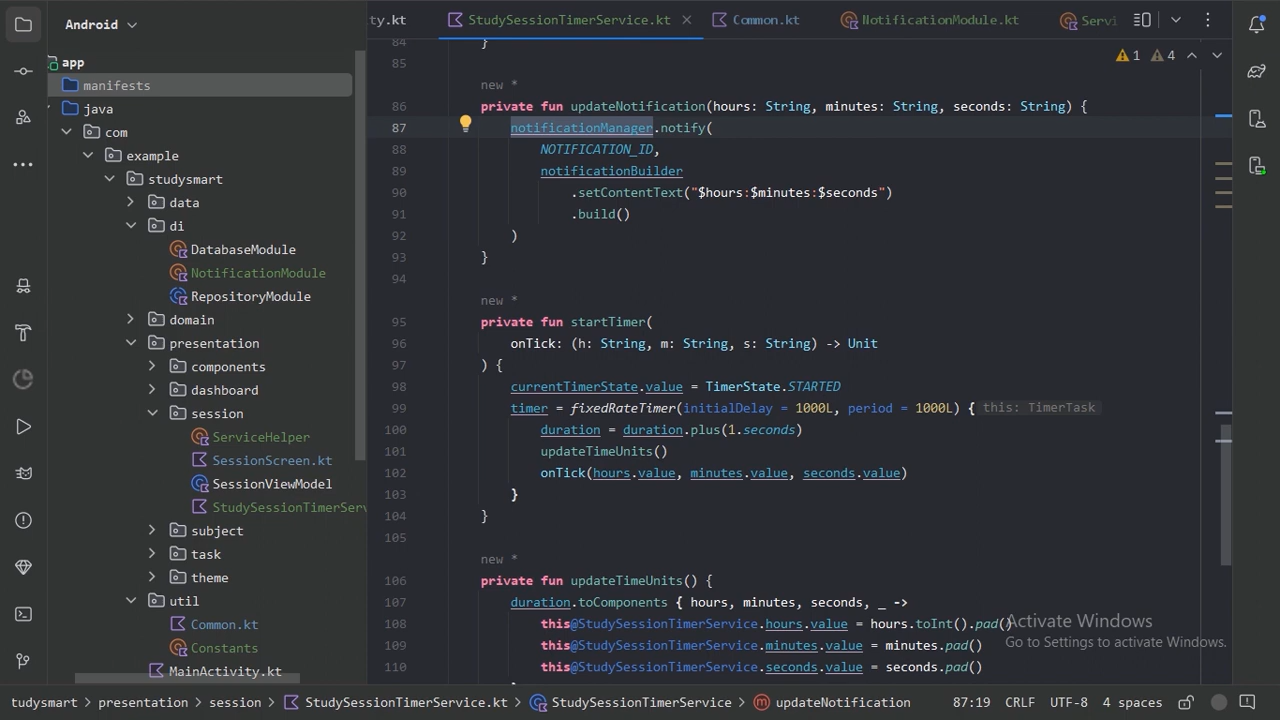 Android
ty.kt
StudySessionTimerService.kt
Common.kt
NotificationModule.kt
Servi
app
manifests
java
com
example
studysmart
data
di
DatabaseModule
NotificationModule
RepositoryModule
domain
presentation
components
dashboard
session
ServiceHelper
SessionScreen.kt
SessionViewModel
StudySessionTimerServ
subject
task
theme
util
Common.kt
Constants
MainActivity.kt
1 4
84 }
85
new *
86 private fun updateNotification(hours: String, minutes: String, seconds: String) {
87 notificationManager.notify(
88 NOTIFICATION_ID,
89 notificationBuilder
90 .setContentText("$hours:$minutes:$seconds")
91 .build()
92 )
93 }
94
new *
95 private fun startTimer(
96 onTick: (h: String, m: String, s: String) -> Unit
97 ) {
98 currentTimerState.value = TimerState.STARTED
99 timer = fixedRateTimer(initialDelay = 1000L, period = 1000L) { this: TimerTask
100 duration = duration.plus(1.seconds)
101 updateTimeUnits()
102 onTick(hours.value, minutes.value, seconds.value)
103 }
104 }
105
new *
106 private fun updateTimeUnits() {
107 duration.toComponents { hours, minutes, seconds, _ ->
108 this@StudySessionTimerService.hours.value = hours.toInt().pad()
109 this@StudySessionTimerService.minutes.value = minutes.pad()
110 this@StudySessionTimerService.seconds.value = seconds.pad()
Activate Windows
Go to Settings to activate Windows.
tudysmart presentation session StudySessionTimerService.kt StudySessionTimerService updateNotification 87:19 CRLF UTF-8 4 spaces